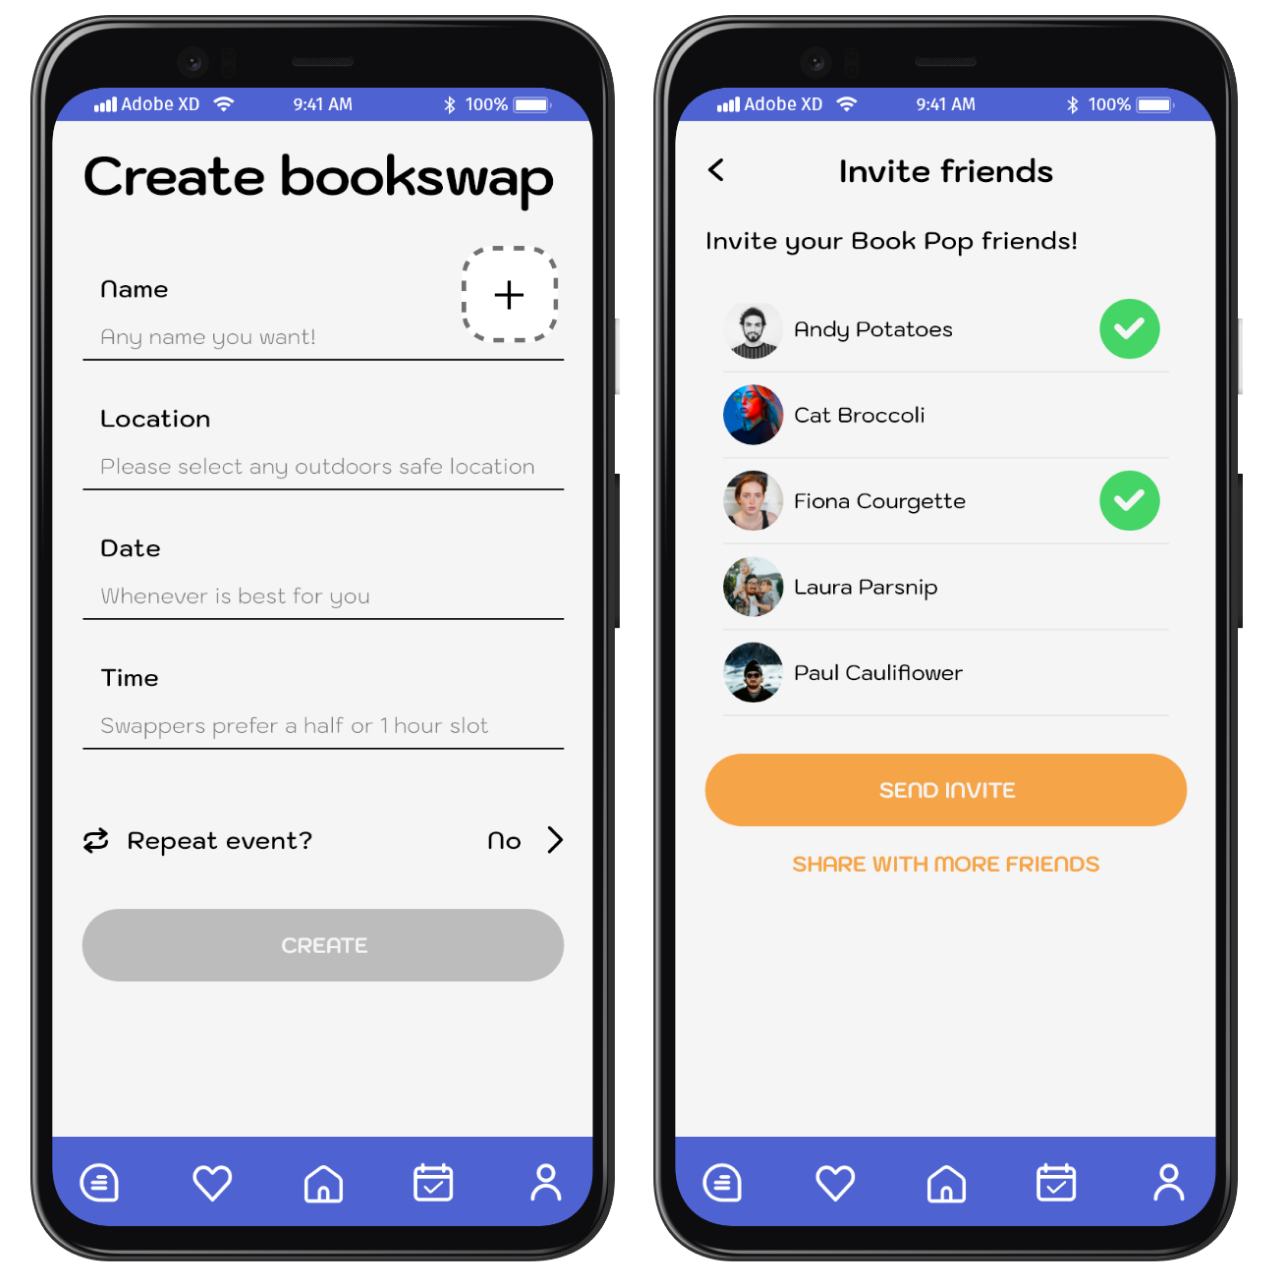 Adobe XD 9:41 AM 100%
Create bookswap
Name
Any name you want!
Location
Please select any outdoors safe location
Date
Whenever is best for you
Time
Swappers prefer a half or 1 hour slot
Repeat event? No
CREATE
Adobe XD 9:41 AM 100%
Invite friends
Invite your Book Pop friends!
Andy Potatoes
Cat Broccoli
Fiona Courgette
Laura Parsnip
Paul Cauliflower
SEND INVITE
SHARE WITH MORE FRIENDS